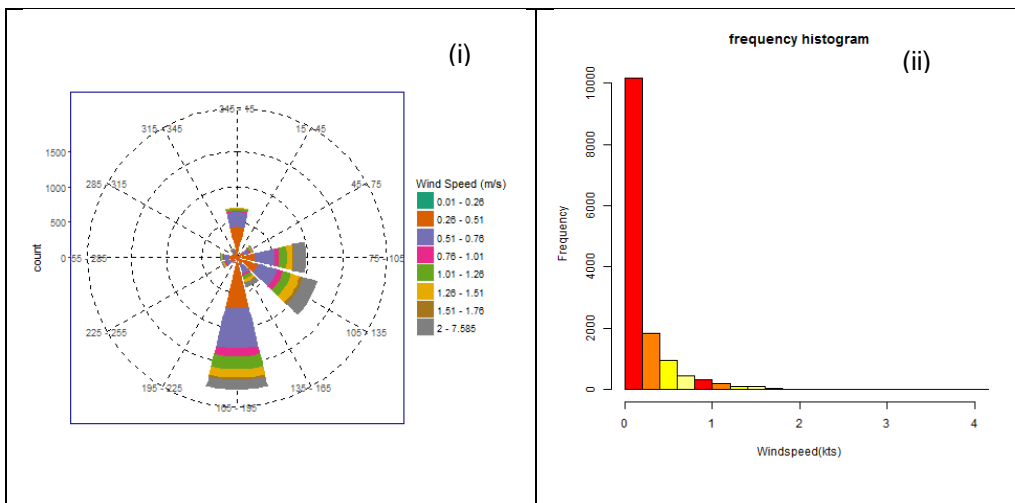 (i)
345 - 15
315 - 345
15 - 45
1500
1000
285 - 315
45 - 75
500
0
255 - 285
75 - 105
count
225 - 255
105 - 135
195 - 225
135 - 165
165 - 195
Wind Speed (m/s)
0.01 - 0.26
0.26 - 0.51
0.51 - 0.76
0.76 - 1.01
1.01 - 1.26
1.26 - 1.51
1.51 - 1.76
2 - 7.585
frequency histogram
(ii)
10000
8000
6000
4000
2000
0
Frequency
0 1 2 3 4
Windspeed(kts)